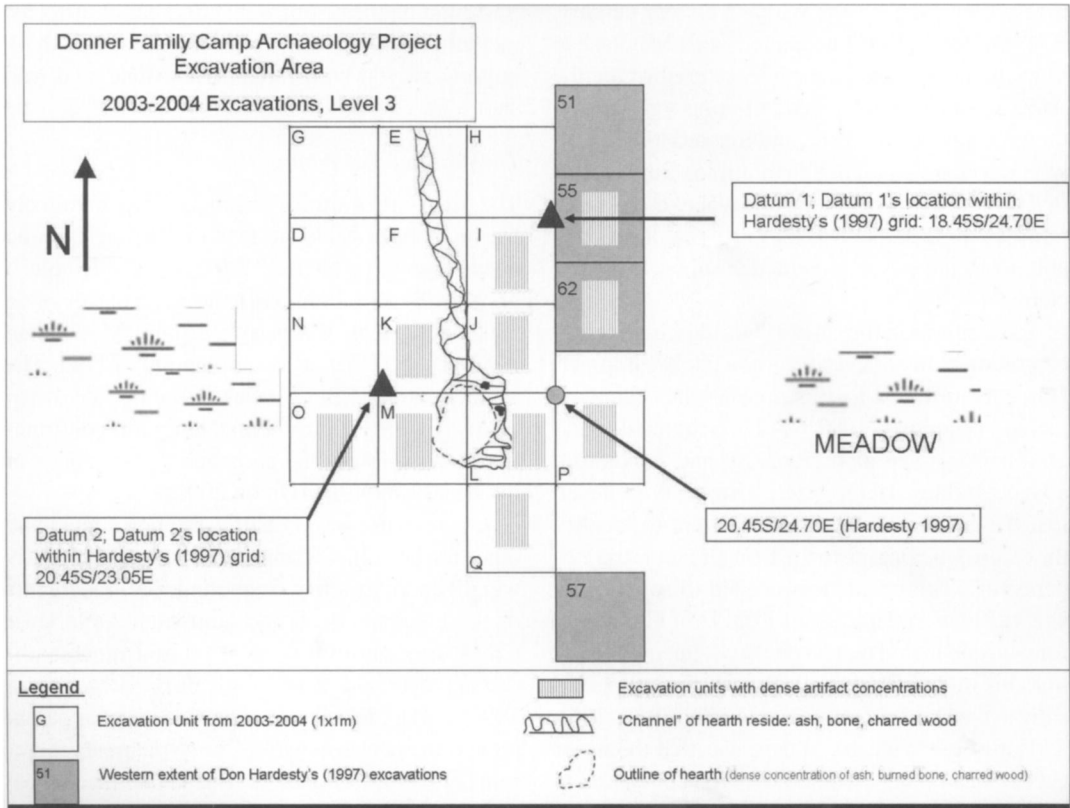 Donner Family Camp Archaeology Project
Excavation Area
2003-2004 Excavations, Level 3
51
G
E
H
55
Datum 1; Datum 1's location within
Hardesty's (1997) grid: 18.45S/24.70E
N
D
F
I
62
N
K
J
O
M
MEADOW
L
P
20.45S/24.70E (Hardesty 1997)
Datum 2; Datum 2's location
within Hardesty's (1997) grid:
20.45S/23.05E
Q
57
Legend
G
Excavation Unit from 2003-2004 (1x1m)
51
Western extent of Don Hardesty's (1997) excavations
Excavation units with dense artifact concentrations
"Channel" of hearth reside: ash, bone, charred wood
Outline of hearth (dense concentration of ash, burned bone, charred wood)